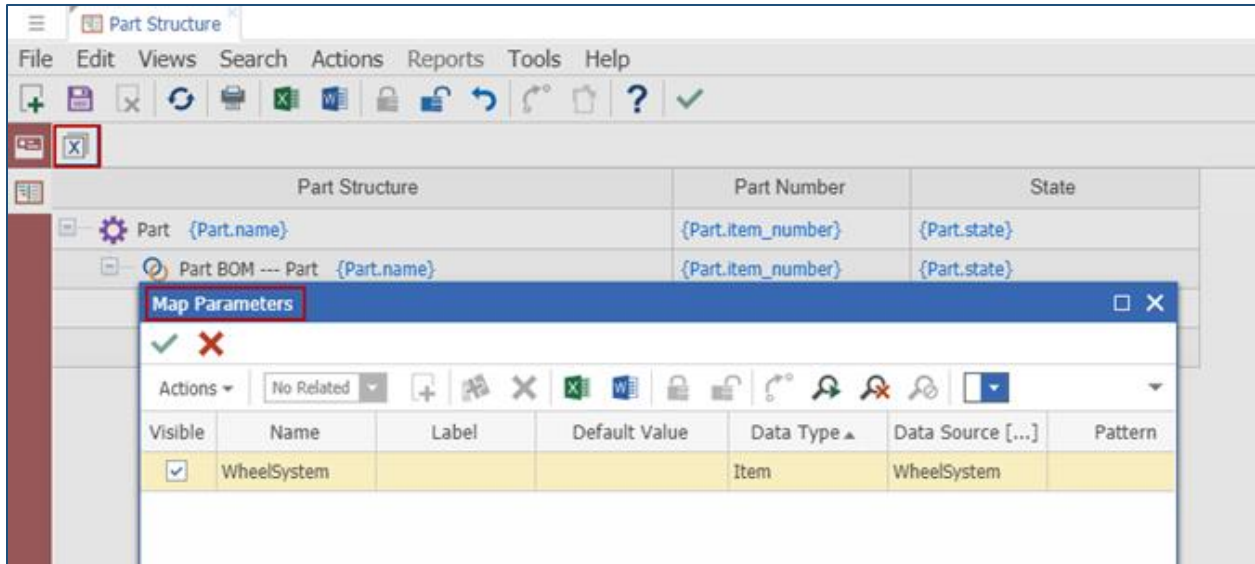 Part Structure
File Edit Views Search Actions Reports Tools Help
Part Structure Part Number State
Part {Part.name} {Part.item_number} {Part.state}
Part BOM --- Part {Part.name} {Part.item_number} {Part.state}
Map Parameters
Actions No Related
Visible Name Label Default Value Data Type Data Source [...] Pattern
WheelSystem Item WheelSystem